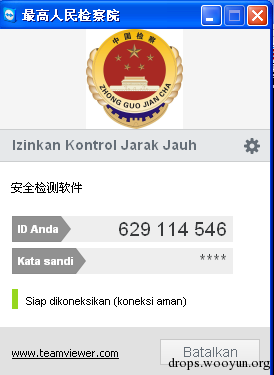 最高人民检察院
中国检察
ZHONG GUO JIAN CHA
Izinkan Kontrol Jarak Jauh
安全检测软件
ID Anda 629 114 546
Kata sandi ****
Siap dikoneksikan (koneksi aman)
www.teamviewer.com
Batalkan
drops.wooyun.org